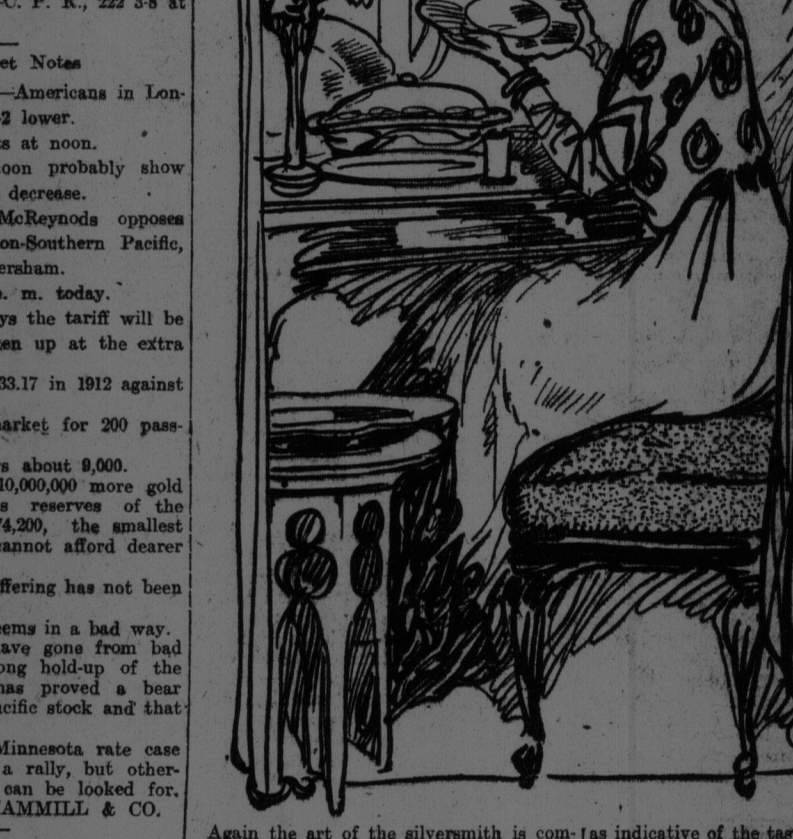 C. P. R., 222 3-8 at
et Notes
—Americans in Lon-
2 lower.
ts at noon.
oon probably show
decrease.
McReynods opposes
on-Southern Pacific,
ersham.
. m. today.
ys the tariff will be
en up at the extra
33.17 in 1912 against
arket for 200 pass-
s about 9,000.
10,000,000 more gold
s reserves of the
74,200, the smallest
cannot afford dearer
ffering has not been
eems in a bad way.
ave gone from bad
ong hold-up of the
has proved a bear
acific stock and that
Minnesota rate case
a rally, but other-
can be looked for.
AMMILL & CO.
Again the art of the silversmith is com- as indicative of the tas